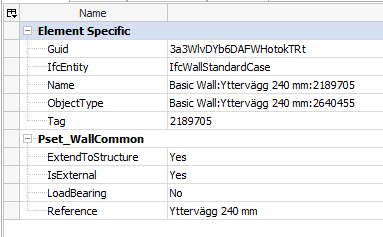 Name
Element Specific
Guid 3a3WlvDYb6DAFWHotokTRt
IfcEntity IfcWallStandardCase
Name Basic Wall:Yttervägg 240 mm:2189705
ObjectType Basic Wall:Yttervägg 240 mm:2640455
Tag 2189705
Pset_WallCommon
ExtendToStructure Yes
IsExternal Yes
LoadBearing No
Reference Yttervägg 240 mm